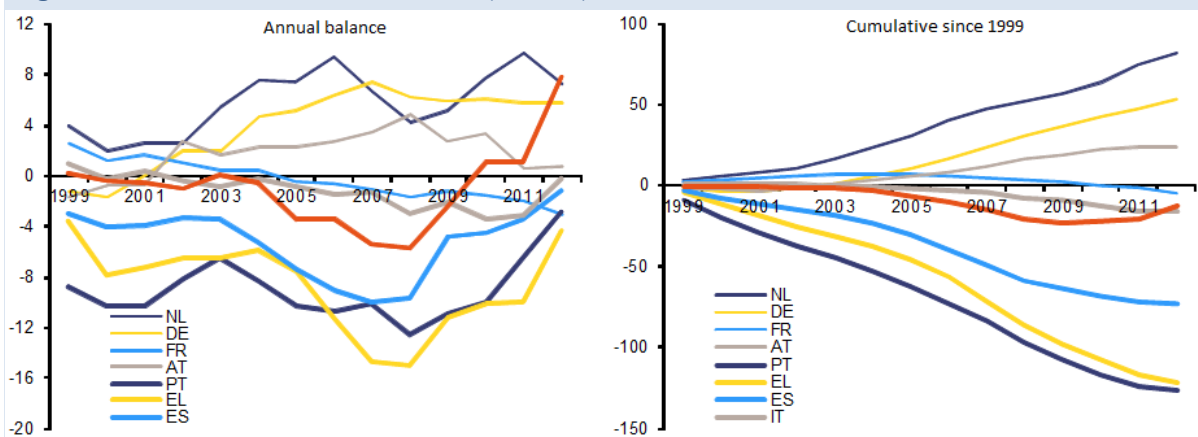 Annual balance
12
8
4
0
-4
-8
-12
-16
-20
1999 2001 2003 2005 2007 2009 2011
NL
DE
FR
AT
PT
EL
ES
Cumulative since 1999
100
50
0
-50
-100
-150
1999 2001 2003 2005 2007 2009 2011
NL
DE
FR
AT
PT
EL
ES
IT